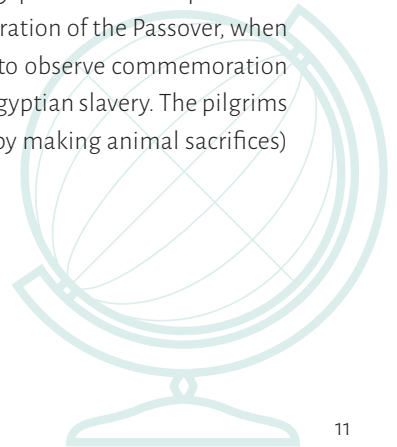 ration of the Passover, when
to observe commemoration
gyptian slavery. The pilgrims
by making animal sacrifices)
11